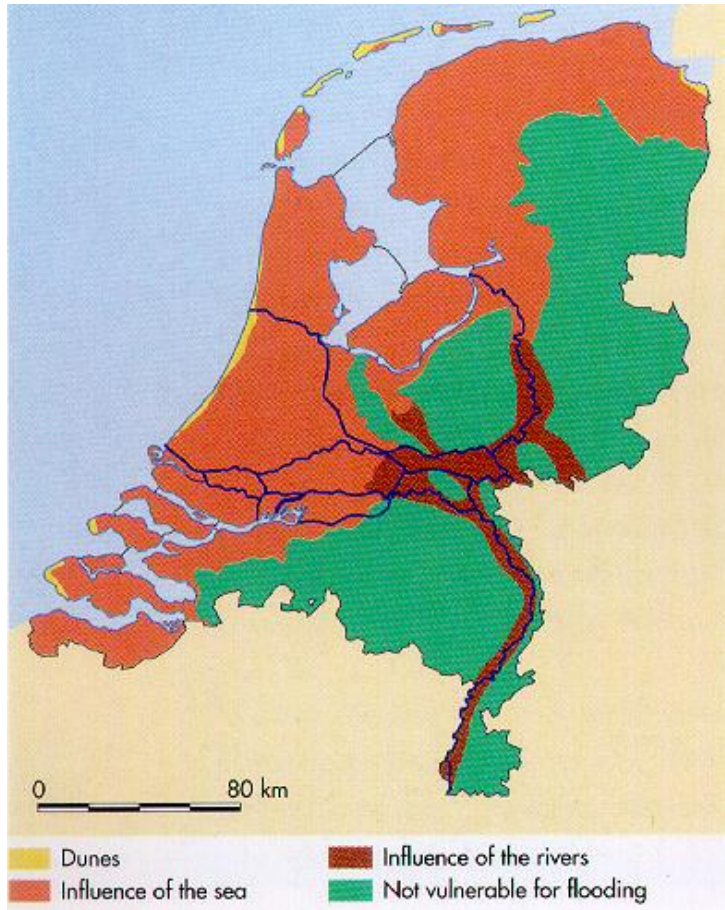 0 80 km
Dunes
Influence of the sea
Influence of the rivers
Not vulnerable for flooding